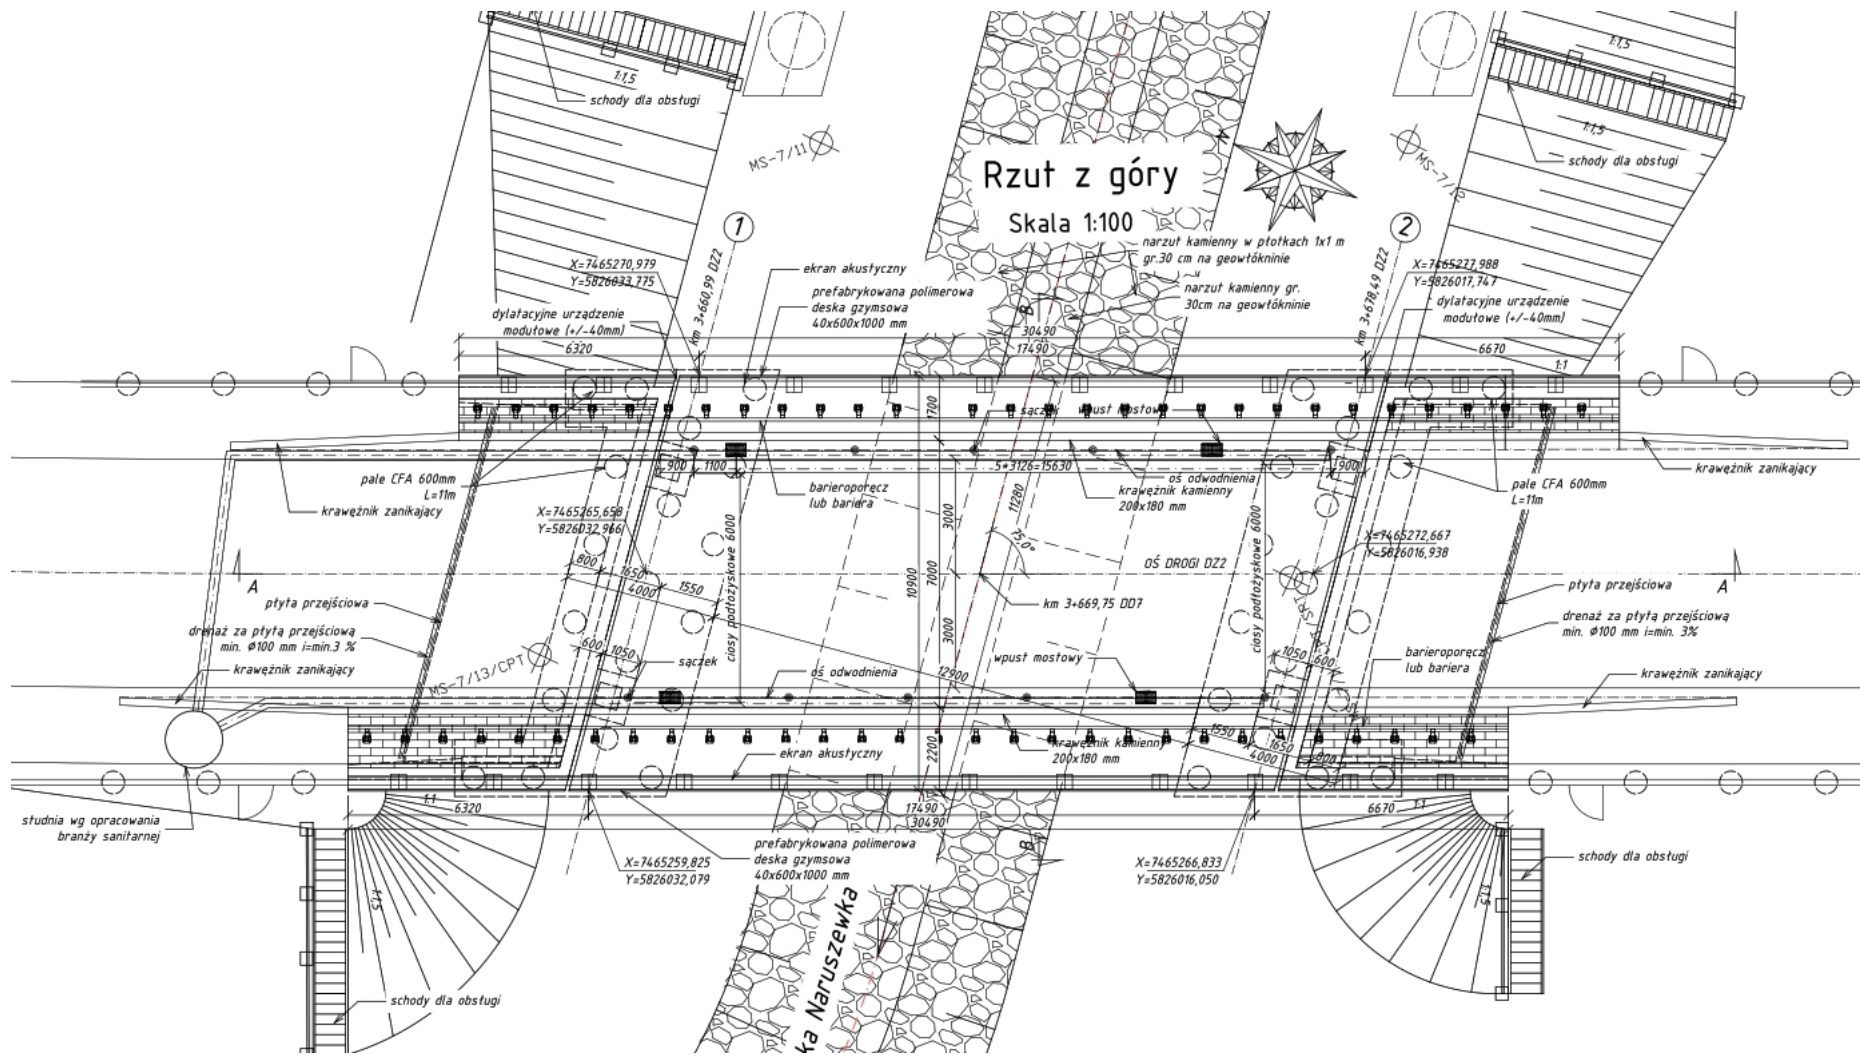 1:1,5
schody dla obsługi
MS-7/11
Rzut z góry
Skala 1:100
N
1:1,5
1:1,5
schody dla obsługi
1
2
narzut kamienny w płotkach 1x1 m
gr.30 cm na geowłókninie
narzut kamienny gr.
30cm na geowłókninie
X=7465270,979
Y=5826033,775
km 3+660,99 DZ2
ekran akustyczny
prefabrykowana polimerowa
deska gzymsowa
40x600x1000 mm
dylatacyjne urządzenie
modułowe (+/-40mm)
km 3+678,49 DZ2
X=7465277,988
Y=5826017,747
dylatacyjne urządzenie
modułowe (+/-40mm)
B
30490
6320
17490
6670
1:1
1700
sączek
wpust mostowy
900
1100
5*3126=15630
900
oś odwodnienia
krawężnik kamienny
200x180 mm
barieroporęcz
lub bariera
pale CFA 600mm
L=11m
krawężnik zanikający
krawężnik zanikający
pale CFA 600mm
L=11m
X=7465265,658
Y=5826032,966
ciosy podłożyskowe 6000
3000
11280
75,0°
ciosy podłożyskowe 6000
X=7465272,667
Y=5826016,938
OŚ DROGI DZ2
A
A
800
1650
4000
1550
10900
7000
km 3+669,75 DD7
płyta przejściowa
drenaż za płytą przejściową
min. Ø100 mm i=min.3 %
krawężnik zanikający
MS-7/13/CPT
600
1050
sączek
oś odwodnienia
3000
12900
wpust mostowy
1050
600
barieroporęcz
lub bariera
płyta przejściowa
drenaż za płytą przejściową
min. Ø100 mm i=min. 3%
krawężnik zanikający
2200
ekran akustyczny
krawężnik kamienny
200x180 mm
1550
1650
4000
800
1:1
6320
17490
30490
6670
1:1
studnia wg opracowania
branży sanitarnej
X=7465259,825
Y=5826032,079
prefabrykowana polimerowa
deska gzymsowa
40x600x1000 mm
B
X=7465266,833
Y=5826016,050
schody dla obsługi
1:1,5
1:1,5
schody dla obsługi
ka Naruszewka